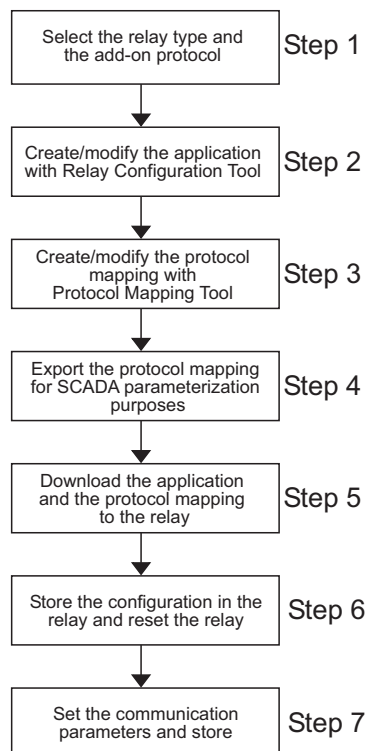 Select the relay type and
the add-on protocol
Step 1
Create/modify the application
with Relay Configuration Tool
Step 2
Create/modify the protocol
mapping with
Protocol Mapping Tool
Step 3
Export the protocol mapping
for SCADA parameterization
purposes
Step 4
Download the application
and the protocol mapping
to the relay
Step 5
Store the configuration in the
relay and reset the relay
Step 6
Set the communication
parameters and store
Step 7